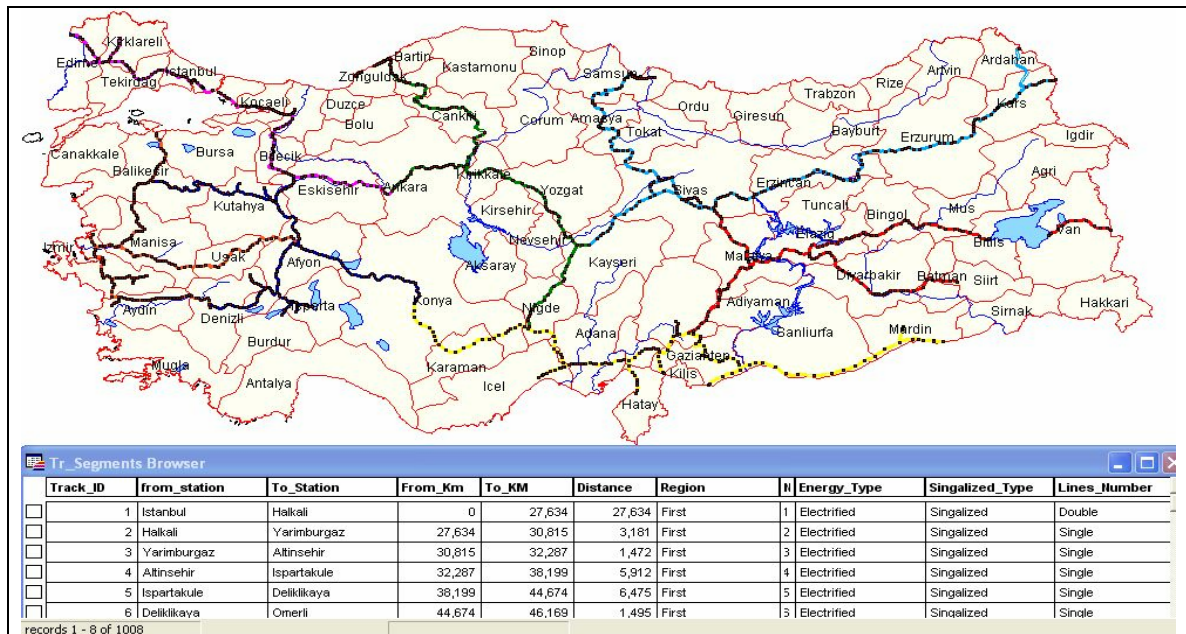 Kirklareli
Edirne
Tekirdag
Istanbul
Kocaeli
Zonguldak
Bartin
Kastamonu
Sinop
Samsun
Duzce
Bolu
Cankiri
Corum
Amasya
Tokat
Ordu
Giresun
Trabzon
Rize
Artvin
Ardahan
Kars
Bayburt
Erzurum
Igdir
Agri
Canakkale
Balikesir
Bursa
Bilecik
Eskisehir
Ankara
Kirikkale
Yozgat
Sivas
Erzincan
Tuncali
Bingol
Mus
Kutahya
Kirsehir
Nevsehir
Elazig
Bitlis
Van
Izmir
Manisa
Usak
Afyon
Aksaray
Kayseri
Malatya
Diyarbakir
Batman
Siirt
Hakkari
Sirnak
Aydin
Denizli
Isparta
Konya
Nigde
Adiyaman
Sanliurfa
Mardin
Burdur
Mugla
Antalya
Karaman
Icel
Adana
Gaziantep
Kilis
Hatay
Tr_Segments Browser
Track_ID from_station To_Station From_Km To_KM Distance Region N Energy_Type Singalized_Type Lines_Number
1 Istanbul Halkali 0 27,634 27,634 First 1 Electrified Singalized Double
2 Halkali Yarimburgaz 27,634 30,815 3,181 First 2 Electrified Singalized Single
3 Yarimburgaz Altinsehir 30,815 32,287 1,472 First 3 Electrified Singalized Single
4 Altinsehir Ispartakule 32,287 38,199 5,912 First 4 Electrified Singalized Single
5 Ispartakule Deliklikaya 38,199 44,674 6,475 First 5 Electrified Singalized Single
6 Deliklikaya Omerli 44,674 46,169 1,495 First 6 Electrified Singalized Single
records 1 - 8 of 1008